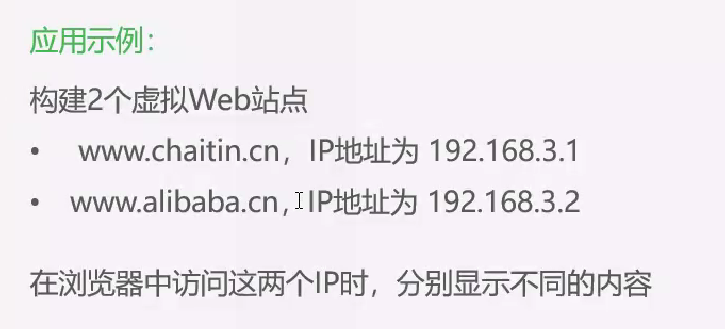 应用示例：
构建2个虚拟Web站点
• www.chaitin.cn，IP地址为 192.168.3.1
• www.alibaba.cn，IP地址为 192.168.3.2
在浏览器中访问这两个IP时，分别显示不同的内容